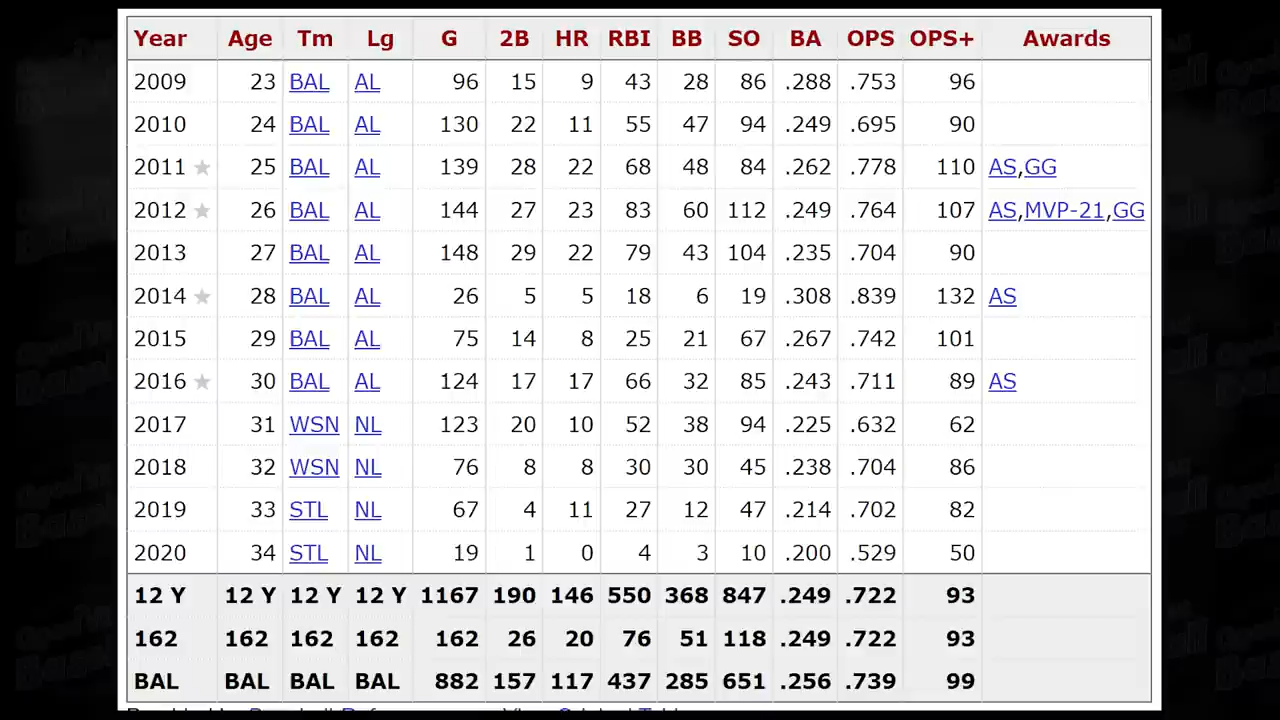 Year Age Tm Lg G 2B HR RBI BB SO BA OPS OPS+ Awards
2009 23 BAL AL 96 15 9 43 28 86 .288 .753 96
2010 24 BAL AL 130 22 11 55 47 94 .249 .695 90
2011 ★ 25 BAL AL 139 28 22 68 48 84 .262 .778 110 AS,GG
2012 ★ 26 BAL AL 144 27 23 83 60 112 .249 .764 107 AS,MVP-21,GG
2013 27 BAL AL 148 29 22 79 43 104 .235 .704 90
2014 ★ 28 BAL AL 26 5 5 18 6 19 .308 .839 132 AS
2015 29 BAL AL 75 14 8 25 21 67 .267 .742 101
2016 ★ 30 BAL AL 124 17 17 66 32 85 .243 .711 89 AS
2017 31 WSN NL 123 20 10 52 38 94 .225 .632 62
2018 32 WSN NL 76 8 8 30 30 45 .238 .704 86
2019 33 STL NL 67 4 11 27 12 47 .214 .702 82
2020 34 STL NL 19 1 0 4 3 10 .200 .529 50
12 Y 12 Y 12 Y 12 Y 1167 190 146 550 368 847 .249 .722 93
162 162 162 162 162 26 20 76 51 118 .249 .722 93
BAL BAL BAL BAL 882 157 117 437 285 651 .256 .739 99